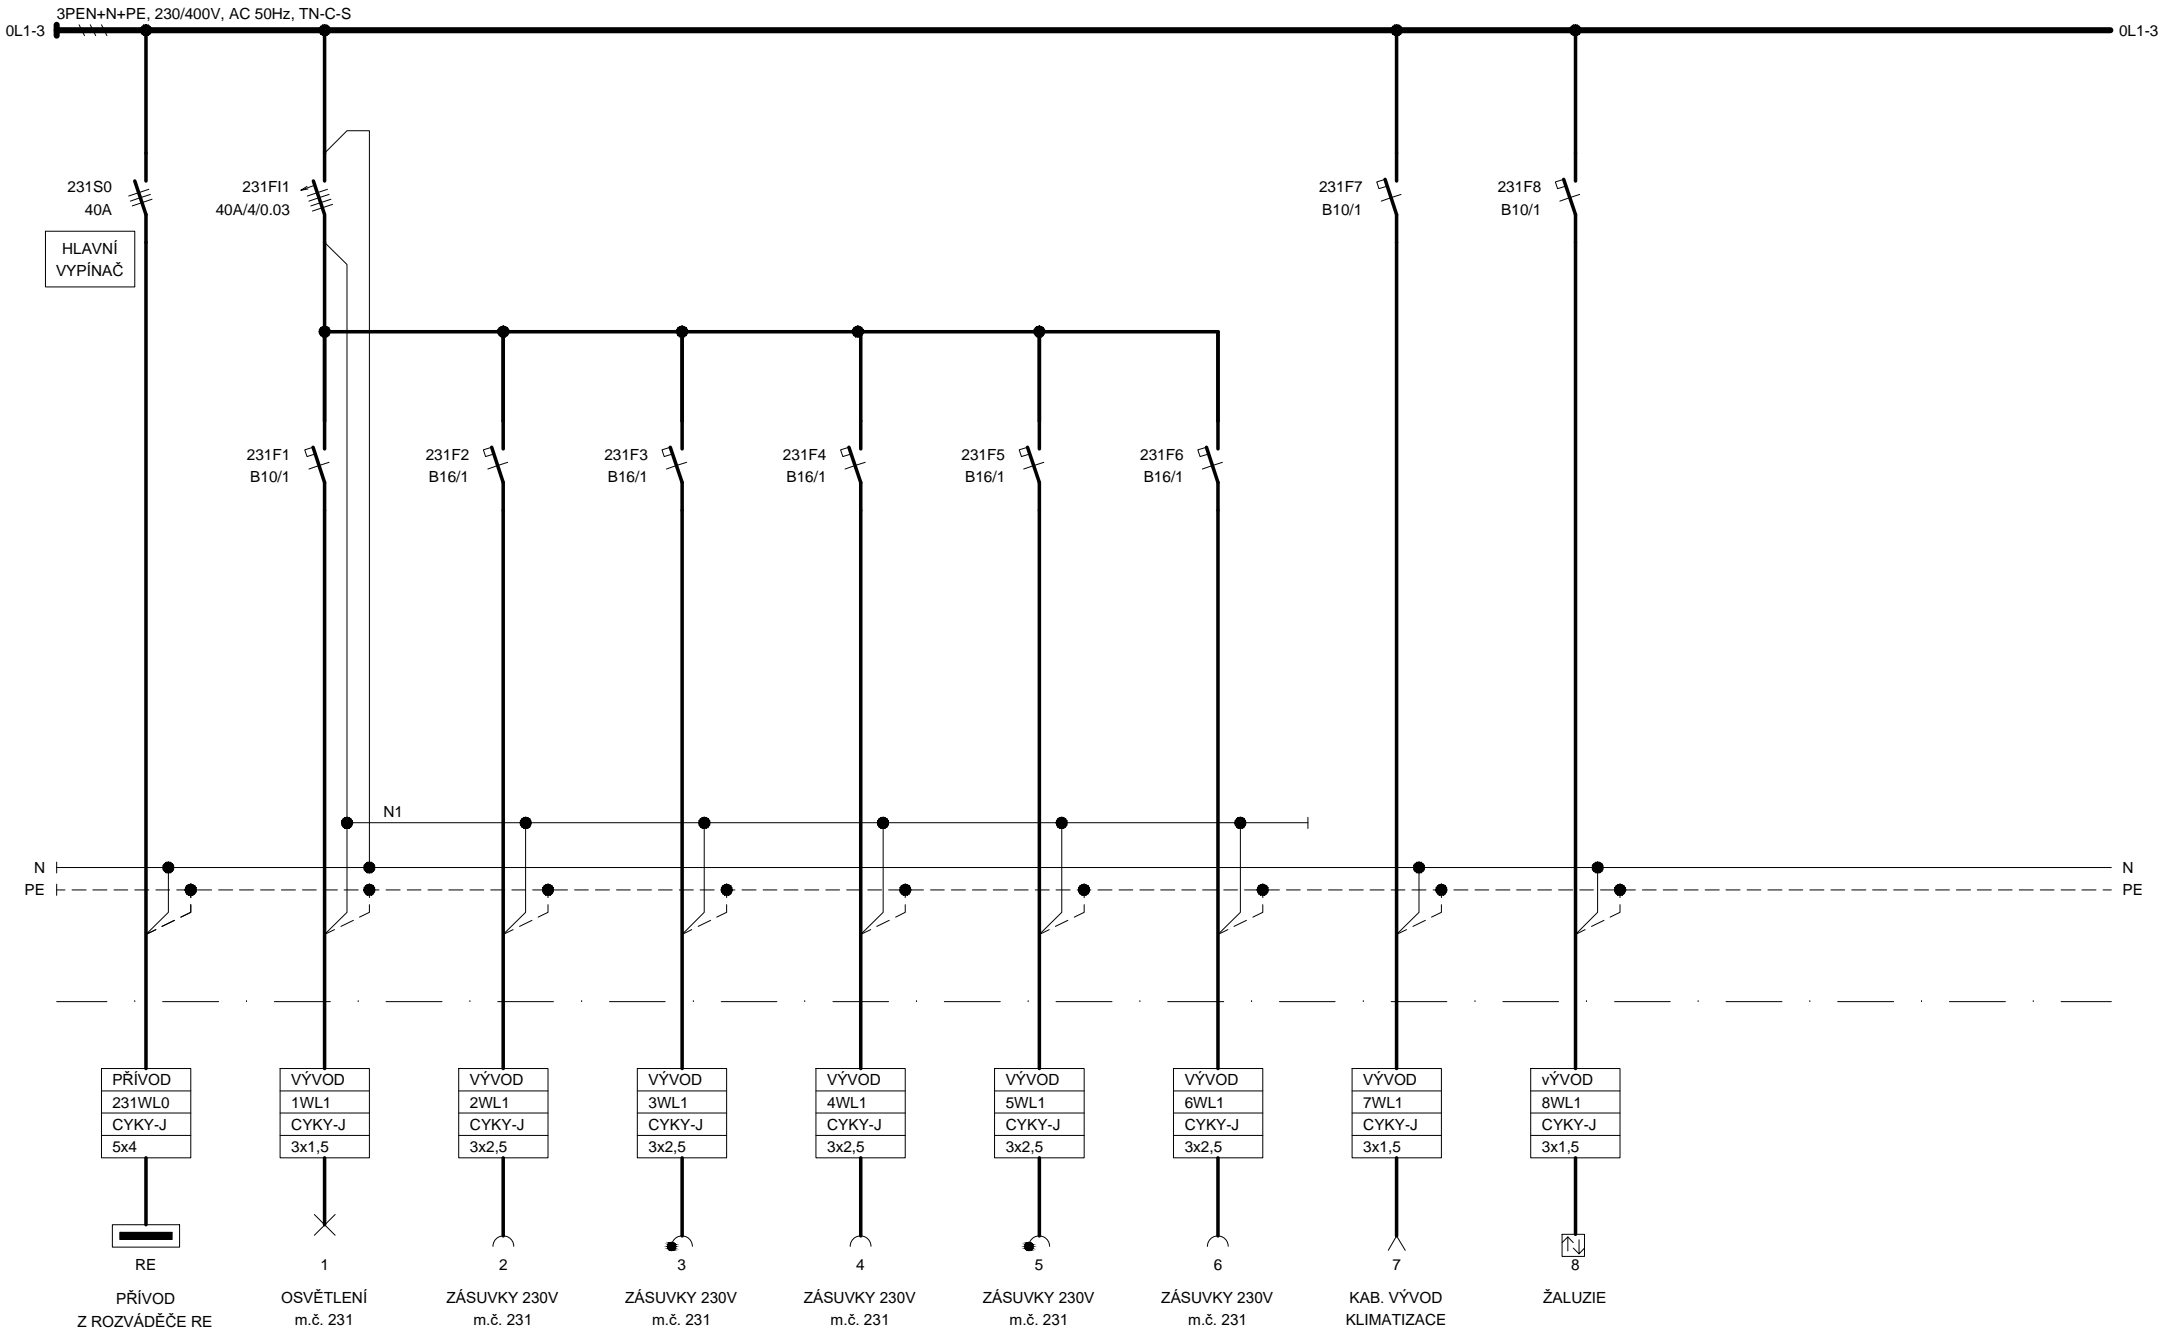 3PEN+N+PE, 230/400V, AC 50Hz, TN-C-S
0L1-3
0L1-3
231S0
40A
HLAVNÍ
VYPÍNAČ
231FI1
40A/4/0.03
231F7
B10/1
231F8
B10/1
231F1
B10/1
231F2
B16/1
231F3
B16/1
231F4
B16/1
231F5
B16/1
231F6
B16/1
N1
N
N
PE
PE
PŘÍVOD
231WL0
CYKY-J
5x4
VÝVOD
1WL1
CYKY-J
3x1,5
VÝVOD
2WL1
CYKY-J
3x2,5
VÝVOD
3WL1
CYKY-J
3x2,5
VÝVOD
4WL1
CYKY-J
3x2,5
VÝVOD
5WL1
CYKY-J
3x2,5
VÝVOD
6WL1
CYKY-J
3x2,5
VÝVOD
7WL1
CYKY-J
3x1,5
vÝVOD
8WL1
CYKY-J
3x1,5
RE
PŘÍVOD
Z ROZVÁDĚČE RE
1
OSVĚTLENÍ
m.č. 231
2
ZÁSUVKY 230V
m.č. 231
3
ZÁSUVKY 230V
m.č. 231
4
ZÁSUVKY 230V
m.č. 231
5
ZÁSUVKY 230V
m.č. 231
6
ZÁSUVKY 230V
m.č. 231
7
KAB. VÝVOD
KLIMATIZACE
8
ŽALUZIE